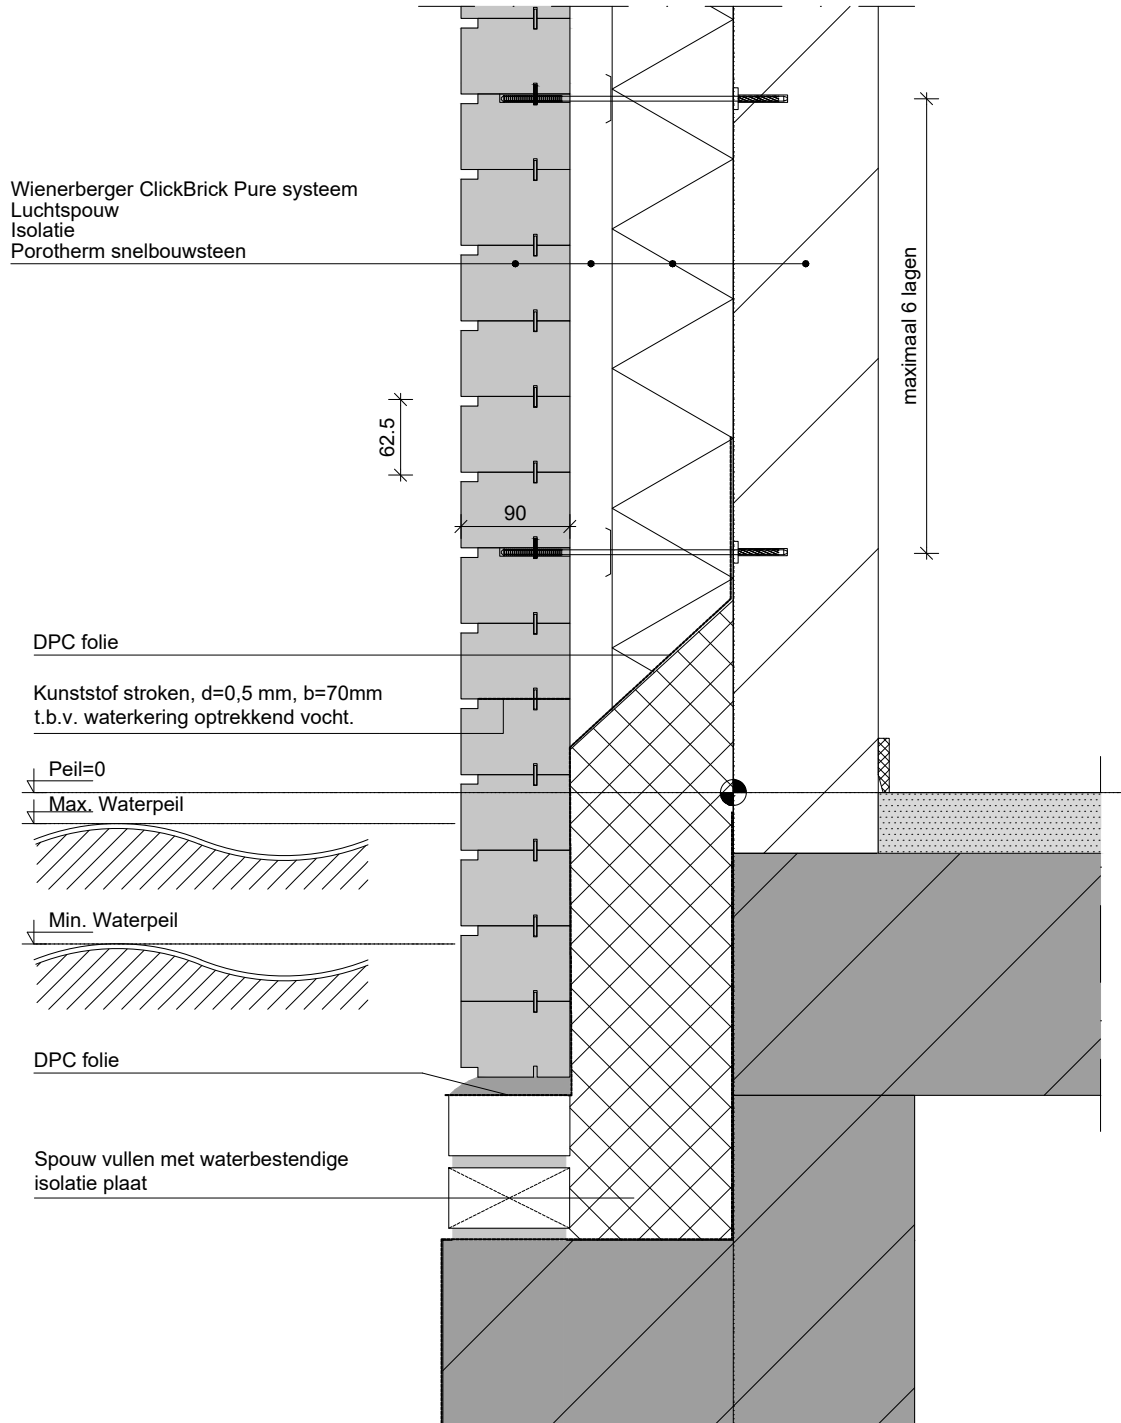 Wienerberger ClickBrick Pure systeem
Luchtspouw
Isolatie
Porotherm snelbouwsteen
maximaal 6 lagen
62.5
90
DPC folie
Kunststof stroken, d=0,5 mm, b=70mm
t.b.v. waterkering optrekkend vocht.
Peil=0
Max. Waterpeil
Min. Waterpeil
DPC folie
Spouw vullen met waterbestendige
isolatie plaat